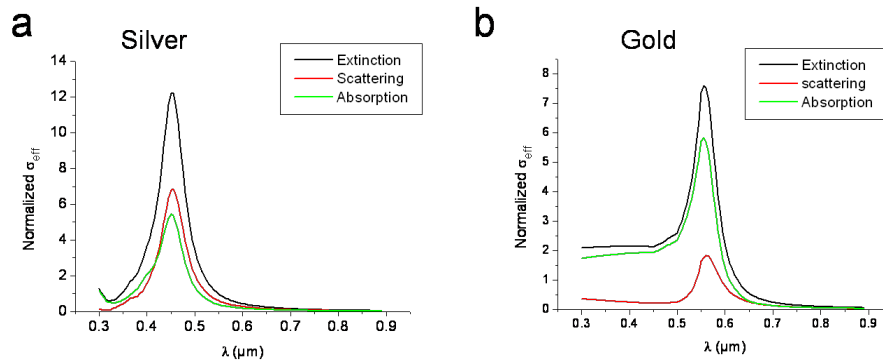 a
Silver
Extinction
Scattering
Absorption
Normalized σeff
14
12
10
8
6
4
2
0
0.3 0.4 0.5 0.6 0.7 0.8 0.9
λ (μm)
b
Gold
Extinction
scattering
Absorption
Normalized σeff
8
7
6
5
4
3
2
1
0
0.3 0.4 0.5 0.6 0.7 0.8 0.9
λ (μm)